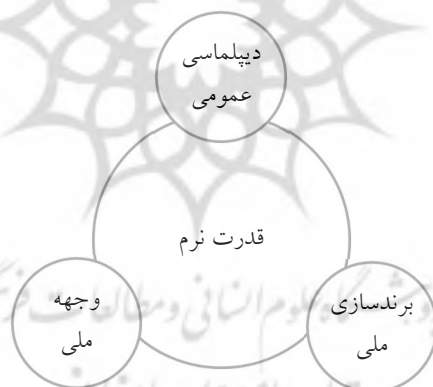 دیپلماسی
عمومی
قدرت نرم
برندسازی
ملی
وجهه
ملی